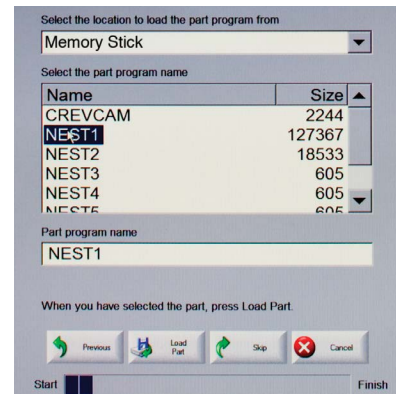 Select the location to load the part program from
Memory Stick
Select the part program name
Name Size
CREVCAM 2244
NEST1 127367
NEST2 18533
NEST3 605
NEST4 605
NEST5 605
Part program name
NEST1
When you have selected the part, press Load Part.
Previous Load Part Skip Cancel
Start Finish